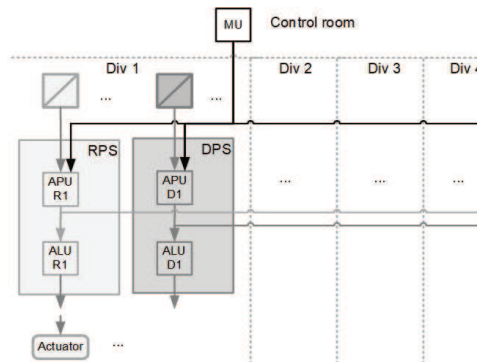 MU
Control room
Div 1
Div 2
Div 3
Div 4
...
...
RPS
DPS
APU
R1
APU
D1
...
...
...
ALU
R1
ALU
D1
Actuator
...